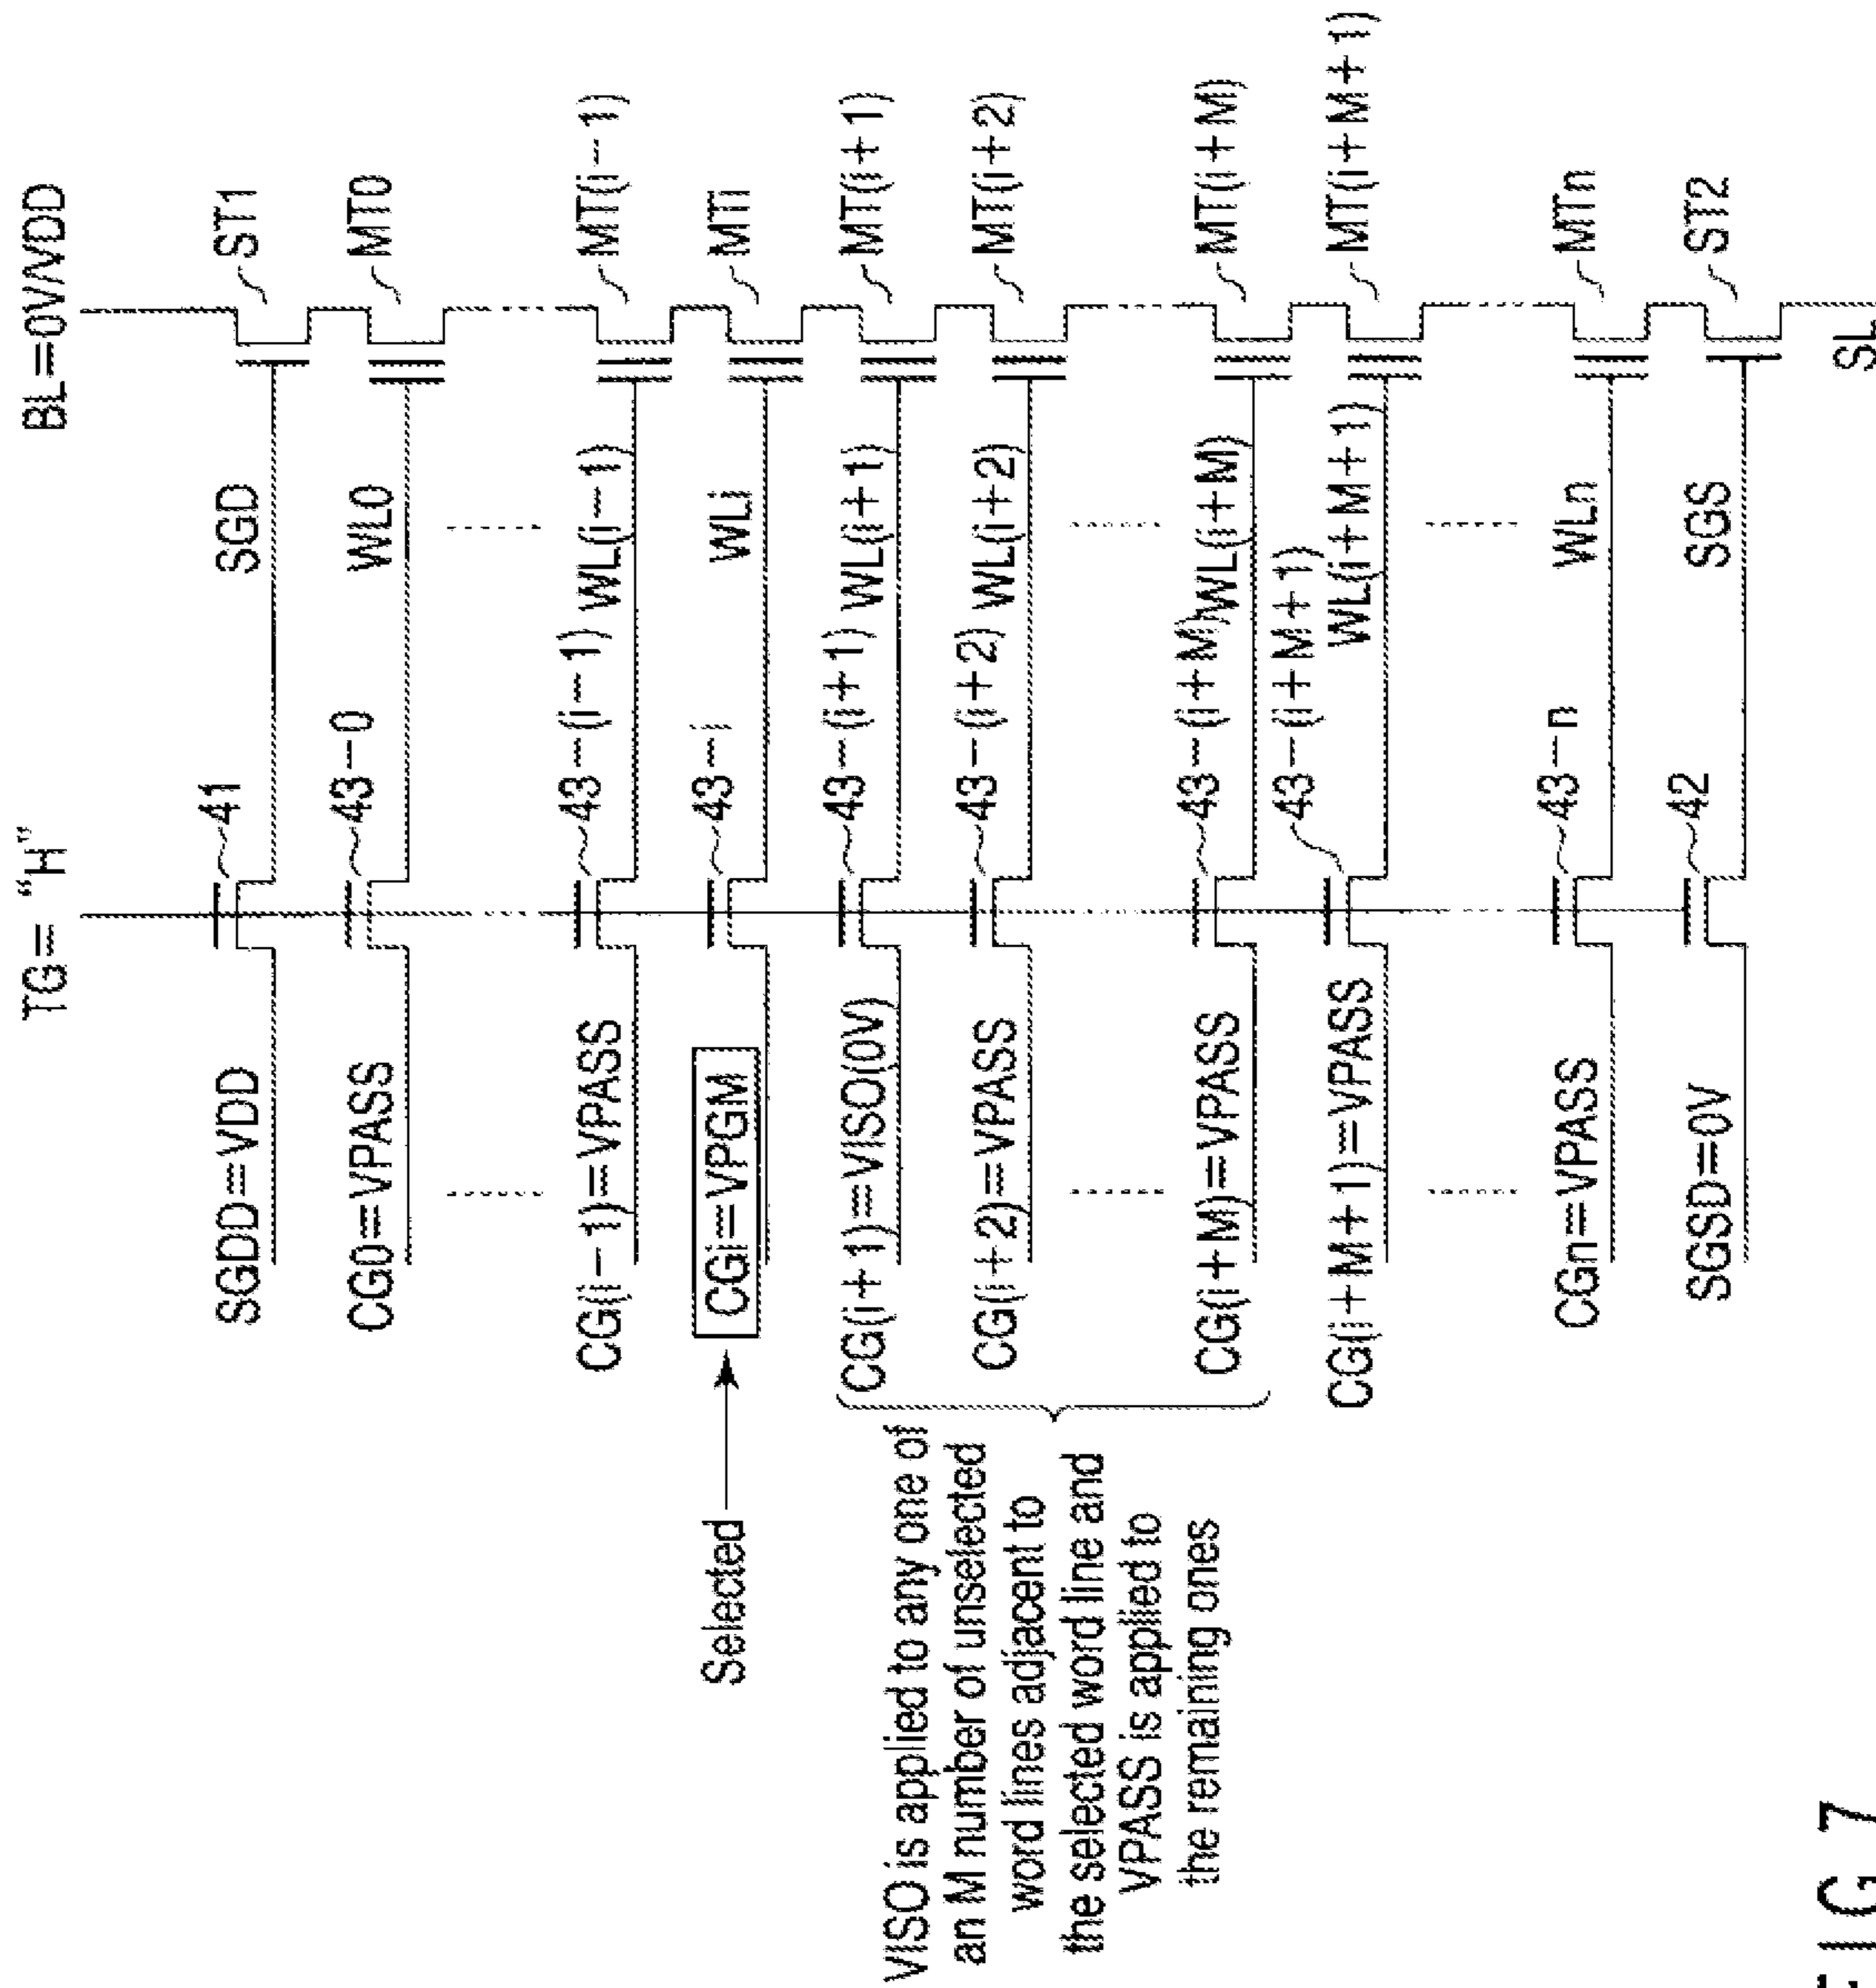 TG= “H”
BL=0V/VDD
SGDD=VDD
41
SGD
ST1
CG0=VPASS
43-0
WL0
MT0
CG(i-1)=VPASS
43-(i-1)
WL(i-1)
MT(i-1)
Selected
CGi=VPGM
43-i
WLi
MTi
CG(i+1)=VISO(0V)
43-(i+1)
WL(i+1)
MT(i+1)
CG(i+2)=VPASS
43-(i+2)
WL(i+2)
MT(i+2)
VISO is applied to any one of
an M number of unselected
word lines adjacent to
the selected word line and
VPASS is applied to
the remaining ones
CG(i+M)=VPASS
43-(i+M)
WL(i+M)
MT(i+M)
CG(i+M+1)=VPASS
43-(i+M+1)
WL(i+M+1)
MT(i+M+1)
CGn=VPASS
43-n
WLn
MTn
SGSD=0V
42
SGS
ST2
SL
FIG 7